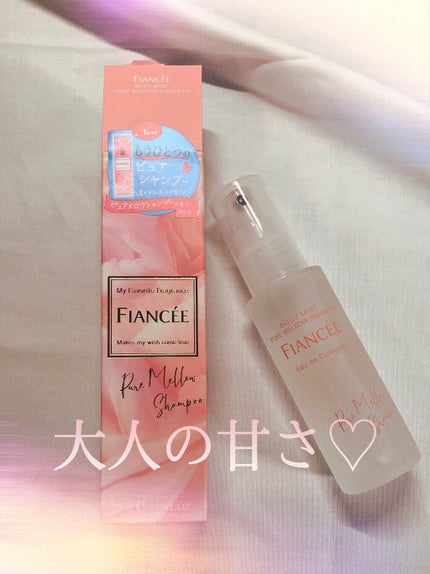 FIANCÉE
BODY MIST
PURE MELLOW SHAMPOO
New
もうひとつの
ピュア
シャンプー
ピュアメロウシャンプーの香り
My Favorite Fragrance
FIANCÉE
Makes my wish come true
Pure Mellow
Shampoo
BODY MIST
PURE MELLOW SHAMPOO
FIANCÉE
Eau de Cologne
Pure Mello
Sham
大人の甘さ♡